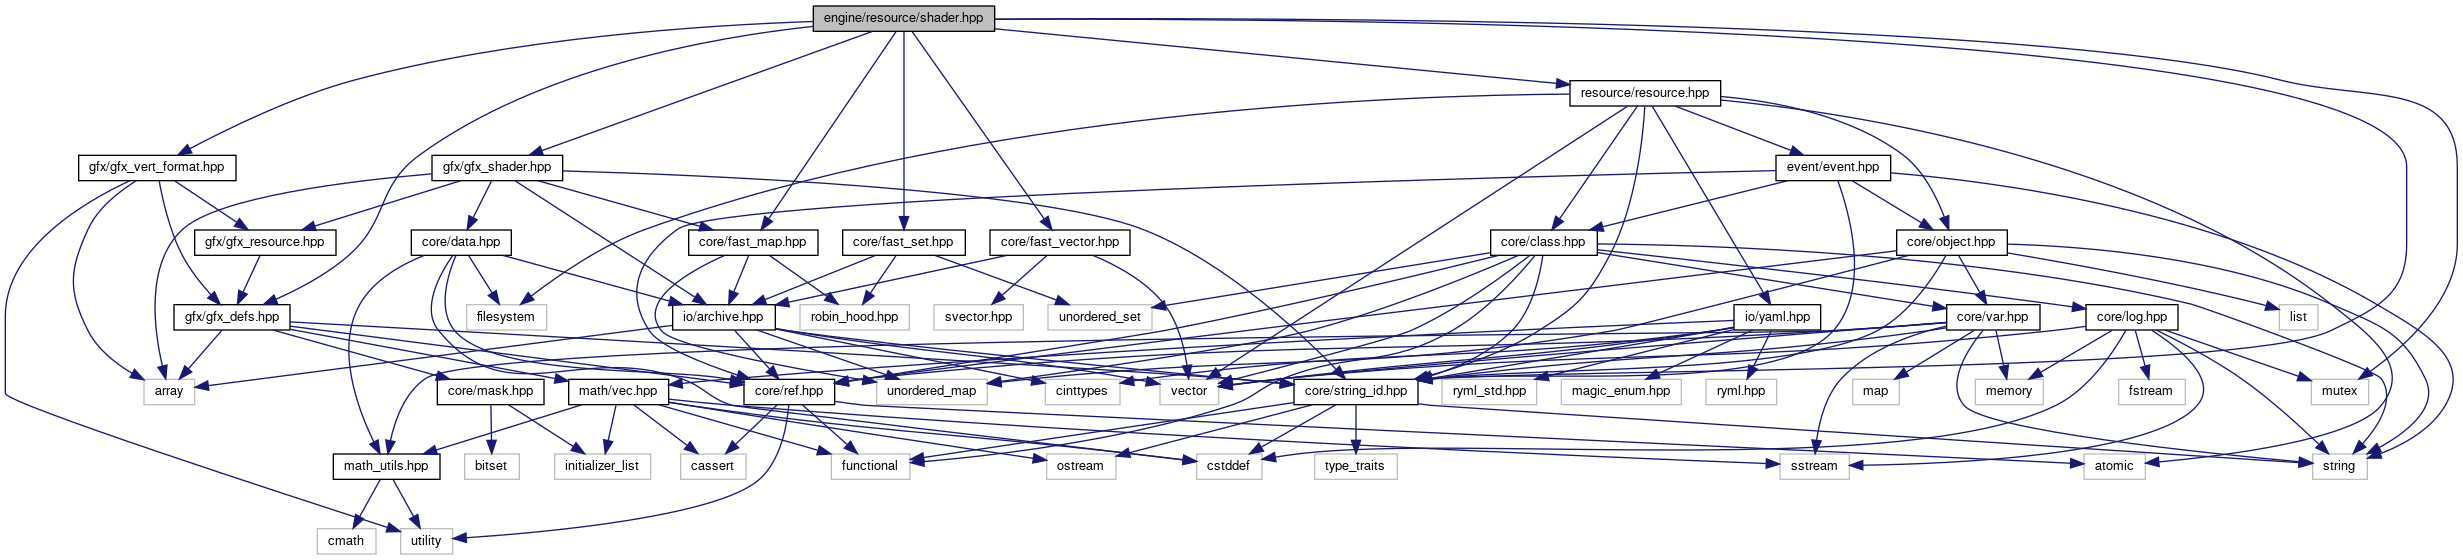 engine/resource/shader.hpp
resource/resource.hpp
gfx/gfx_vert_format.hpp
gfx/gfx_shader.hpp
event/event.hpp
gfx/gfx_resource.hpp
core/data.hpp
core/fast_map.hpp
core/fast_set.hpp
core/fast_vector.hpp
core/class.hpp
core/object.hpp
gfx/gfx_defs.hpp
filesystem
io/archive.hpp
robin_hood.hpp
svector.hpp
unordered_set
io/yaml.hpp
core/var.hpp
core/log.hpp
list
array
core/mask.hpp
math/vec.hpp
core/ref.hpp
unordered_map
cinttypes
vector
core/string_id.hpp
ryml_std.hpp
magic_enum.hpp
ryml.hpp
map
memory
fstream
mutex
math_utils.hpp
bitset
initializer_list
cassert
functional
ostream
cstddef
type_traits
sstream
atomic
string
cmath
utility